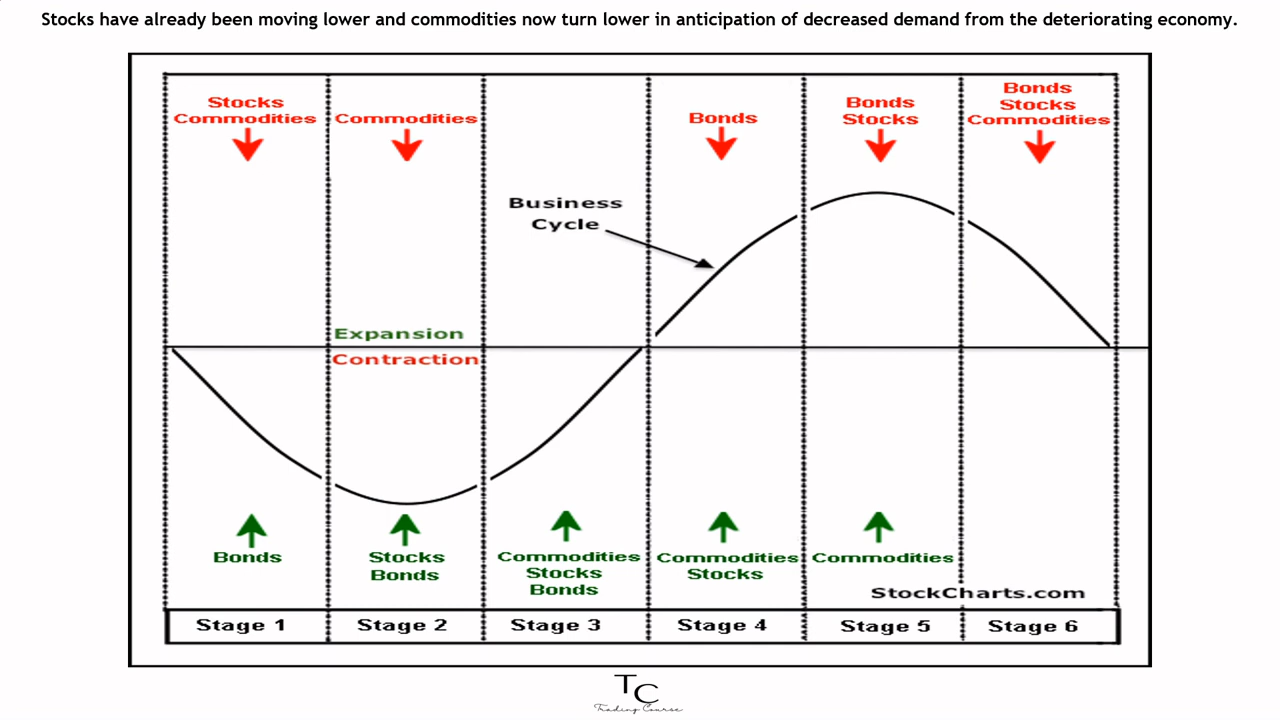 Stocks have already been moving lower and commodities now turn lower in anticipation of decreased demand from the deteriorating economy.
Stocks
Commodities
Commodities
Bonds
Bonds
Stocks
Bonds
Stocks
Commodities
Business
Cycle
Expansion
Contraction
Bonds
Stocks
Bonds
Commodities
Stocks
Bonds
Commodities
Stocks
Commodities
StockCharts.com
Stage 1
Stage 2
Stage 3
Stage 4
Stage 5
Stage 6
TC
Trading Course